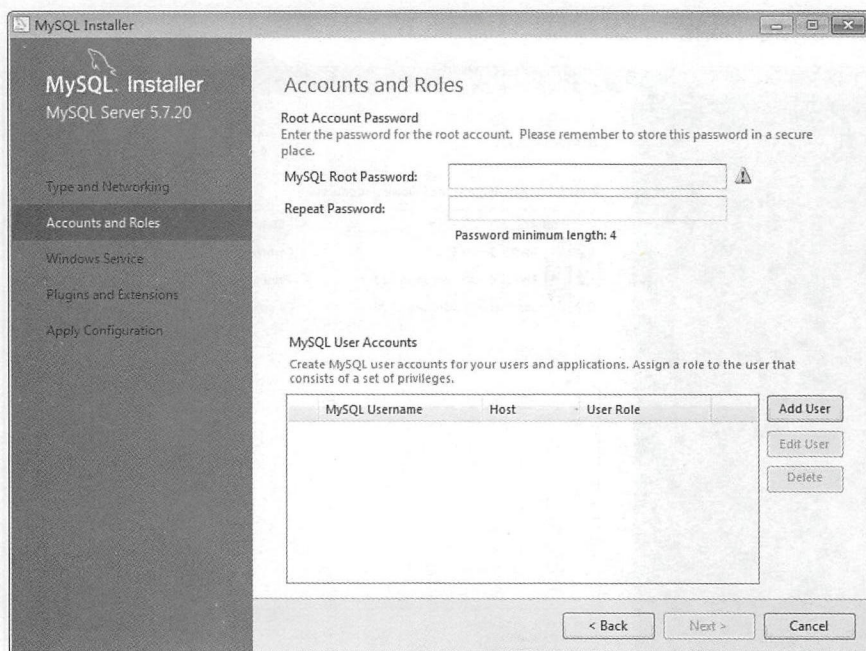 MySQL Installer
MySQL. Installer
MySQL Server 5.7.20
Type and Networking
Accounts and Roles
Windows Service
Plugins and Extensions
Apply Configuration
Accounts and Roles
Root Account Password
Enter the password for the root account. Please remember to store this password in a secure
place.
MySQL Root Password:
Repeat Password:
Password minimum length: 4
MySQL User Accounts
Create MySQL user accounts for your users and applications. Assign a role to the user that
consists of a set of privileges.
MySQL Username Host User Role
Add User
Edit User
Delete
< Back Next > Cancel